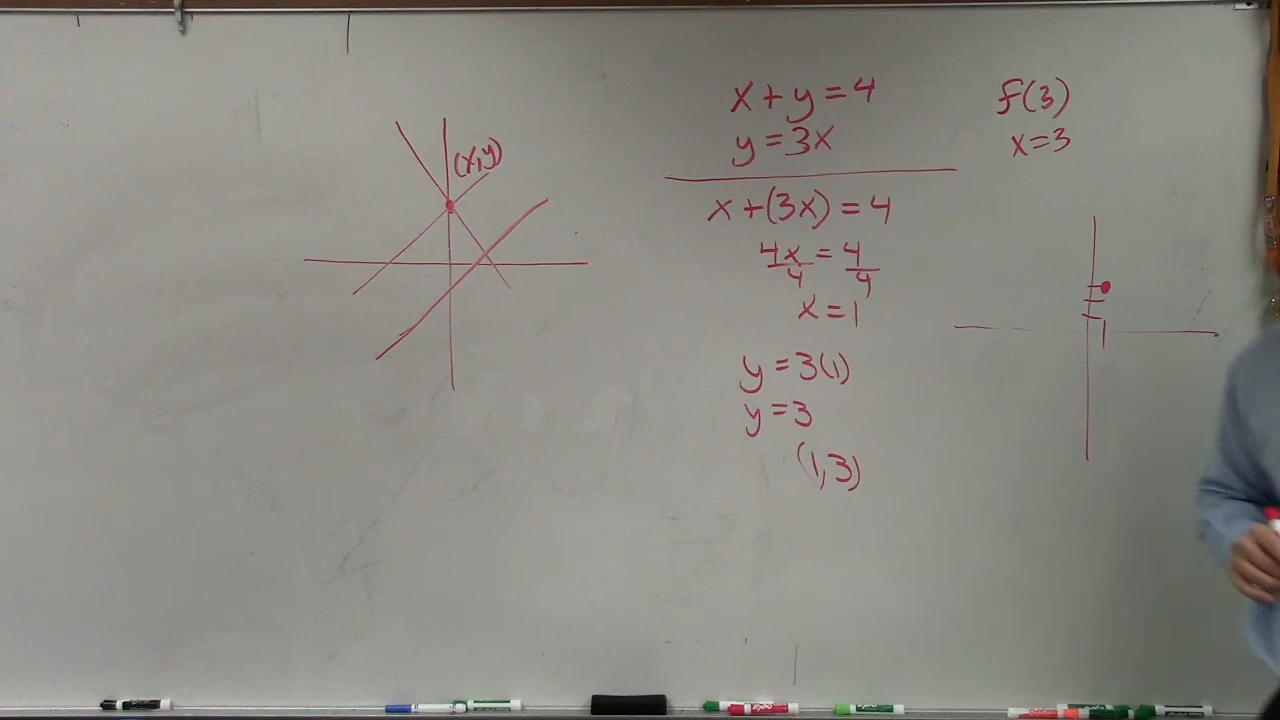 (x,y)
x+y=4
y=3x
x+(3x)=4
4x/4=4/4
x=1
y=3(1)
y=3
(1,3)
f(3)
x=3